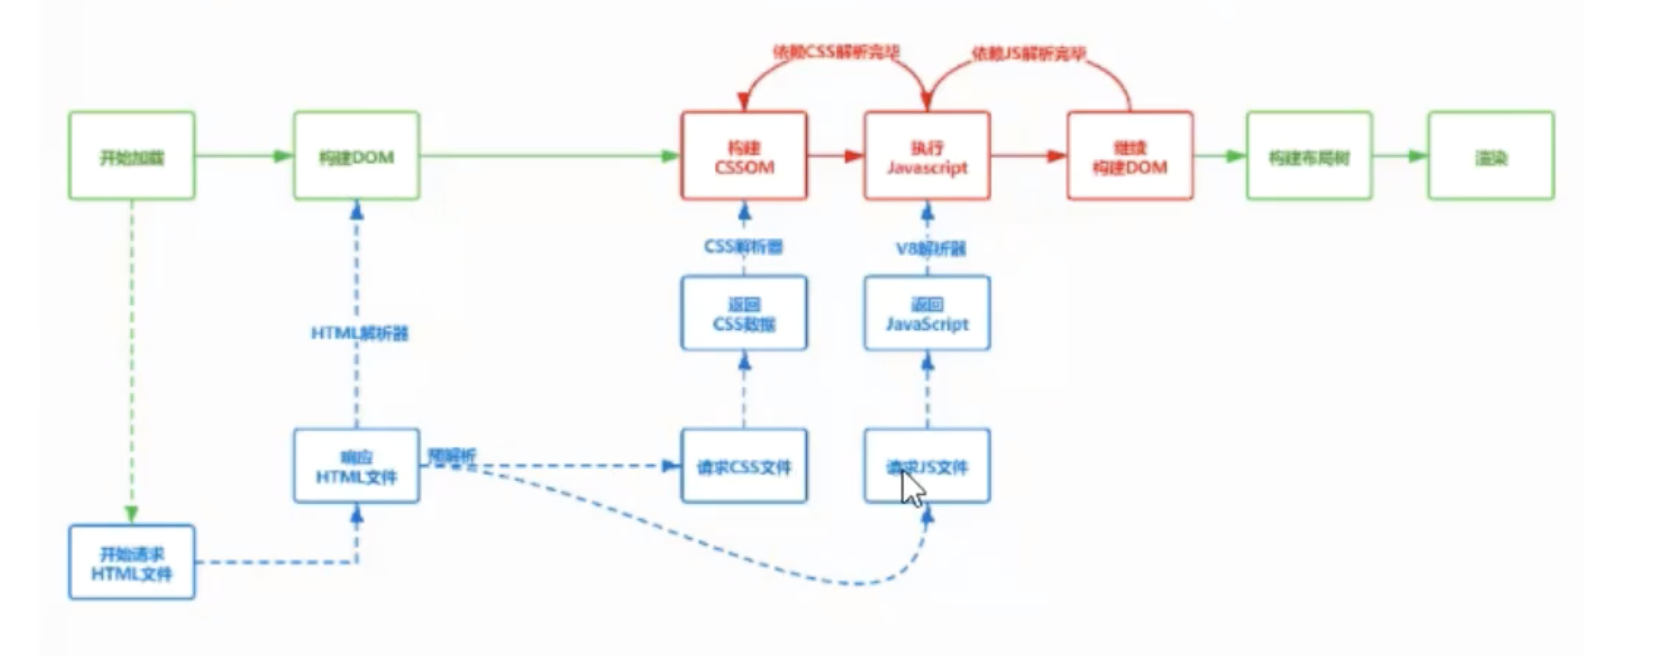 依赖CSS解析完毕
依赖JS解析完毕
开始加载
构建DOM
构建
CSSOM
执行
Javascript
继续
构建DOM
构建布局树
渲染
CSS解析器
V8解析器
返回
CSS数据
返回
JavaScript
HTML解析器
响应
HTML文件
预解析
请求CSS文件
请求JS文件
开始请求
HTML文件